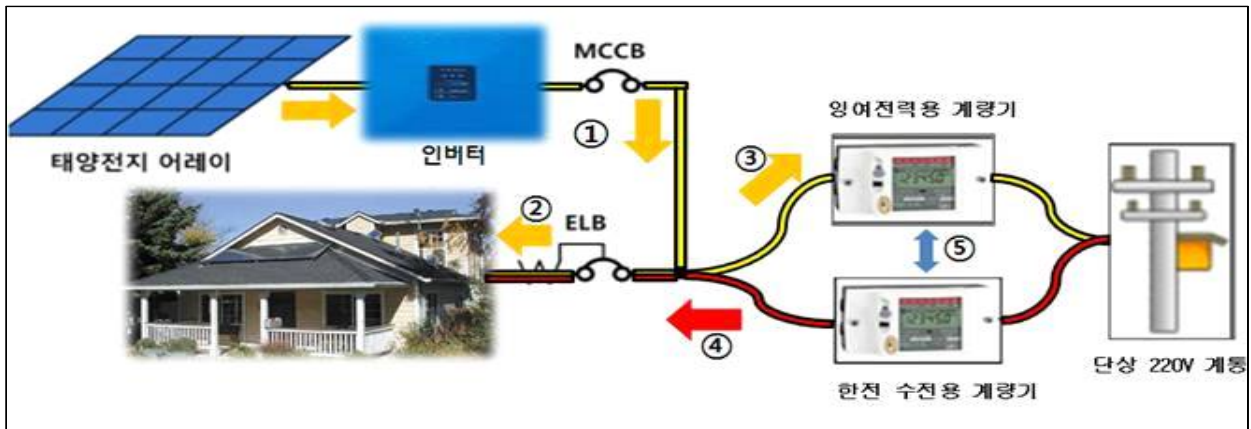 MCCB
잉여전력용 계량기
①
③
태양전지 어레이
인버터
②
ELB
⑤
④
단상 220V 계통
한전 수전용 계량기